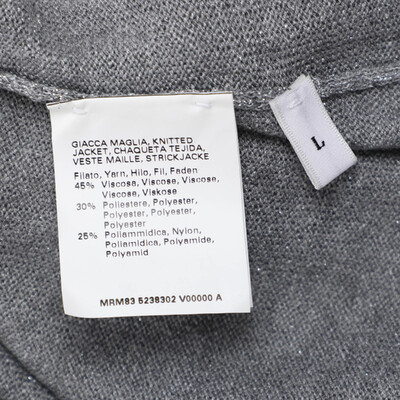 GIACCA MAGLIA, KNITTED
JACKET, CHAQUETA TEJIDA,
VESTE MAILLE, STRICKJACKE
Filato, Yarn, Hilo, Fil, Faden
45% Viscosa, Viscose, Viscose,
Viscose, Viskose
30% Poliestere, Polyester,
Polyester, Polyester,
Polyester
25% Poliammidica, Nylon,
Poliamidica, Polyamide,
Polyamid
MRM83 5238302 V00000 A
L